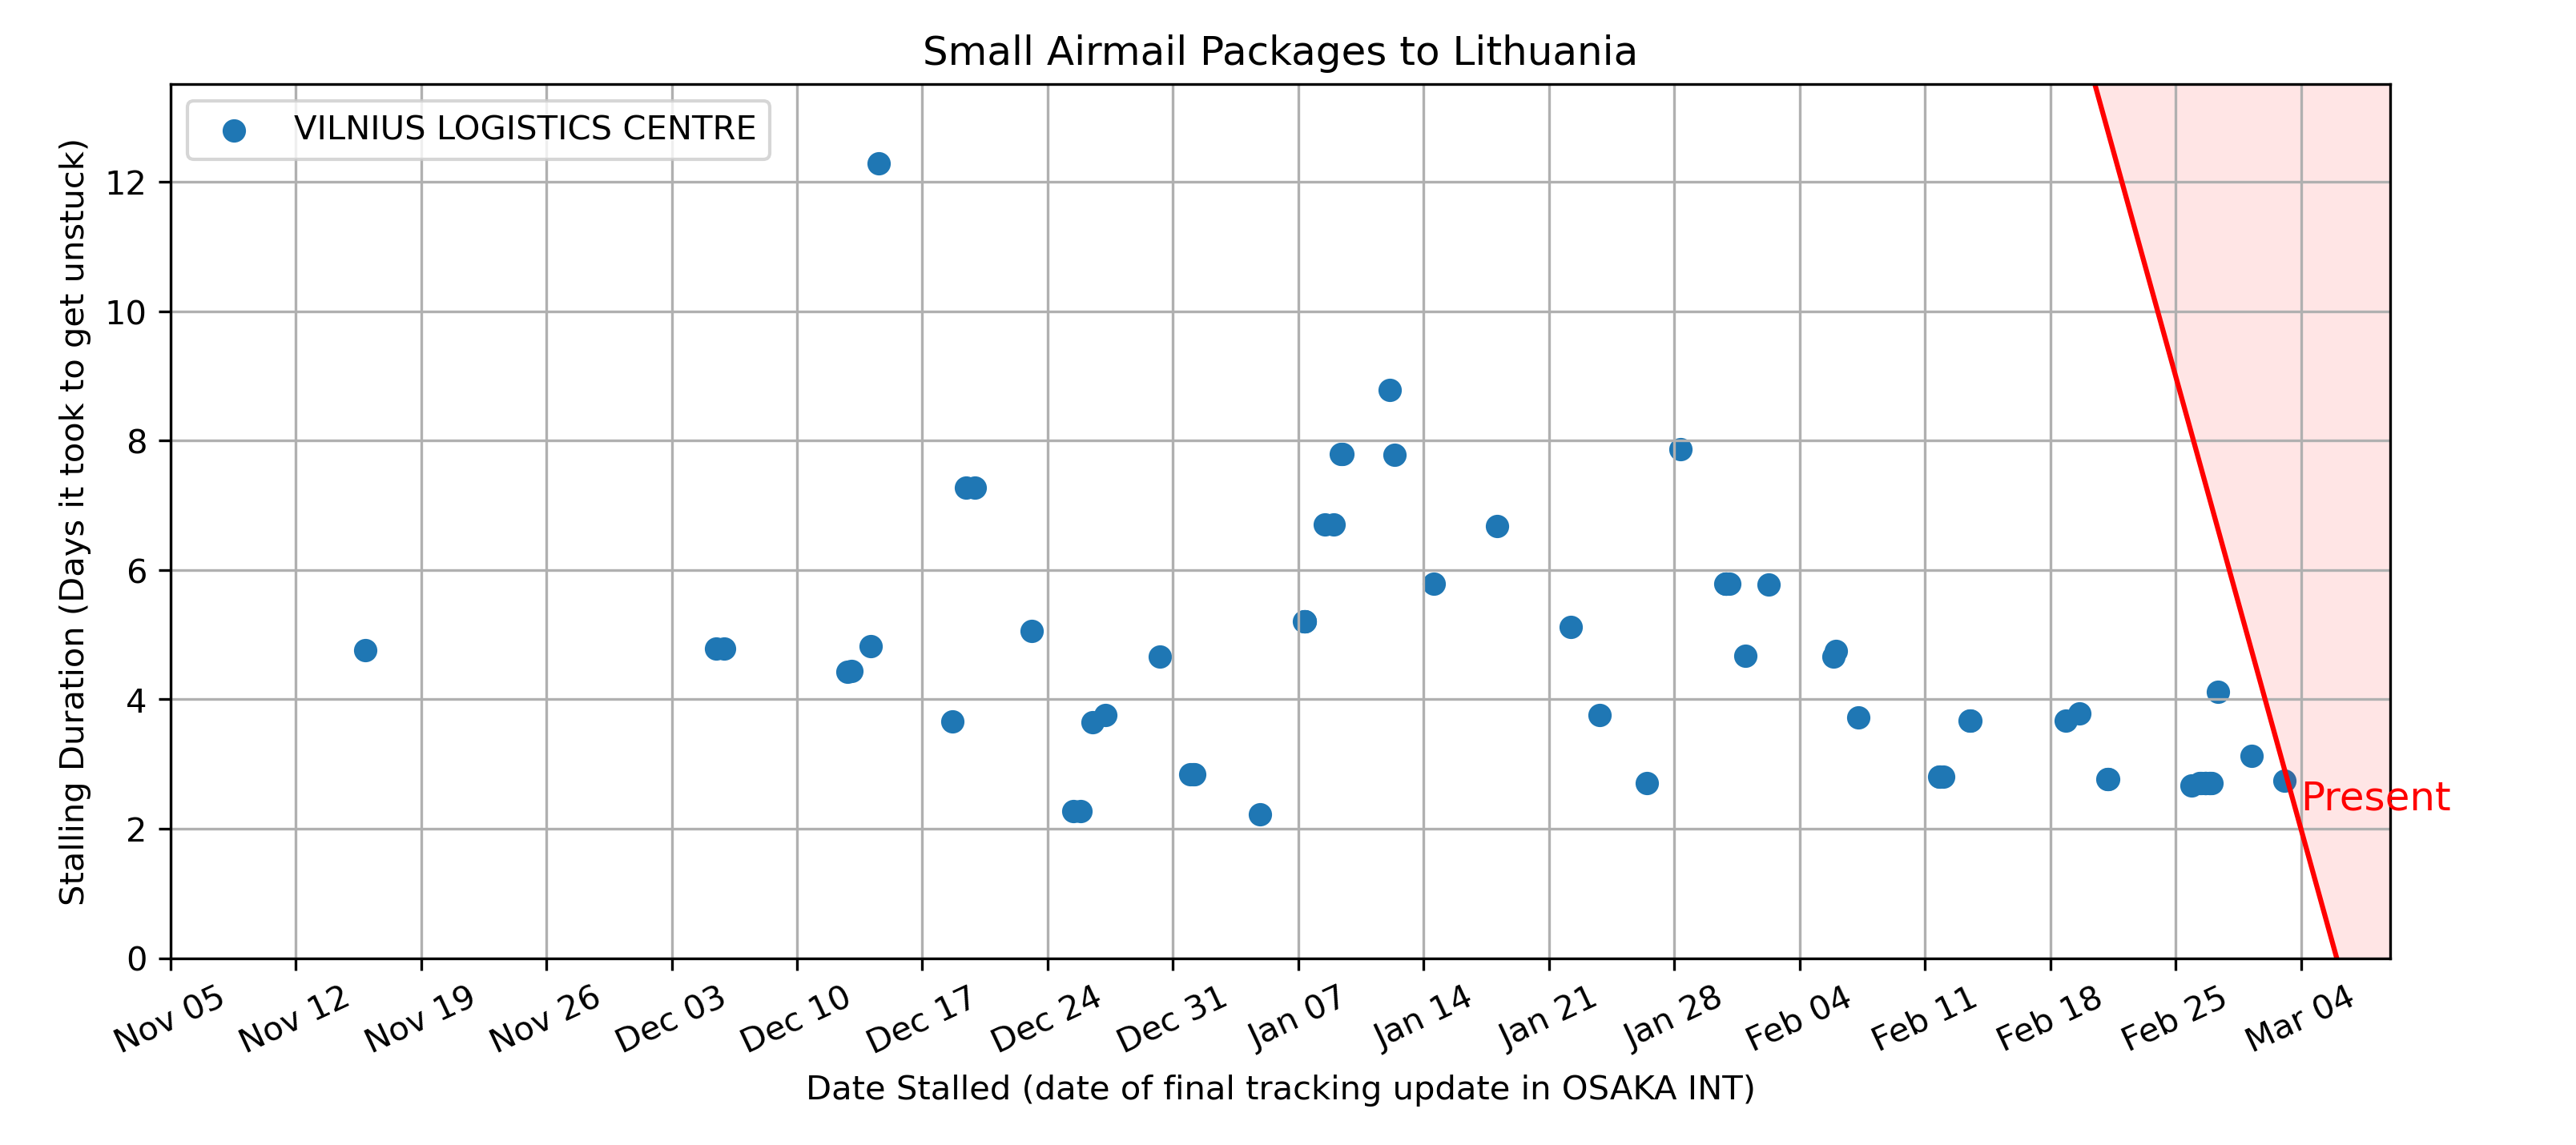 Small Airmail Packages to Lithuania
VILNIUS LOGISTICS CENTRE
Stalling Duration (Days it took to get unstuck)
12
10
8
6
4
2
0
Present
Nov 05
Nov 12
Nov 19
Nov 26
Dec 03
Dec 10
Dec 17
Dec 24
Dec 31
Jan 07
Jan 14
Jan 21
Jan 28
Feb 04
Feb 11
Feb 18
Feb 25
Mar 04
Date Stalled (date of final tracking update in OSAKA INT)